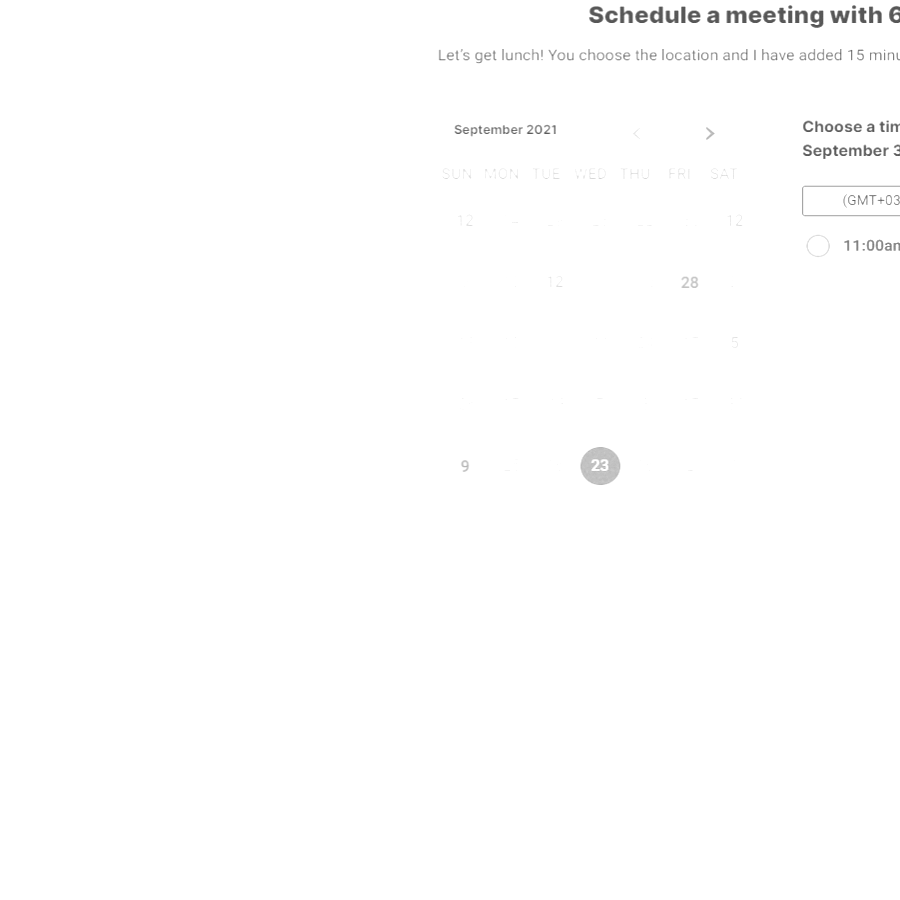 Schedule a meeting with 6
Let's get lunch! You choose the location and I have added 15 minu
September 2021
Choose a tim
September 3
SUN MON TUE WED THU FRI SAT
(GMT+03
12 12
11:00am
12 28
5
9 23